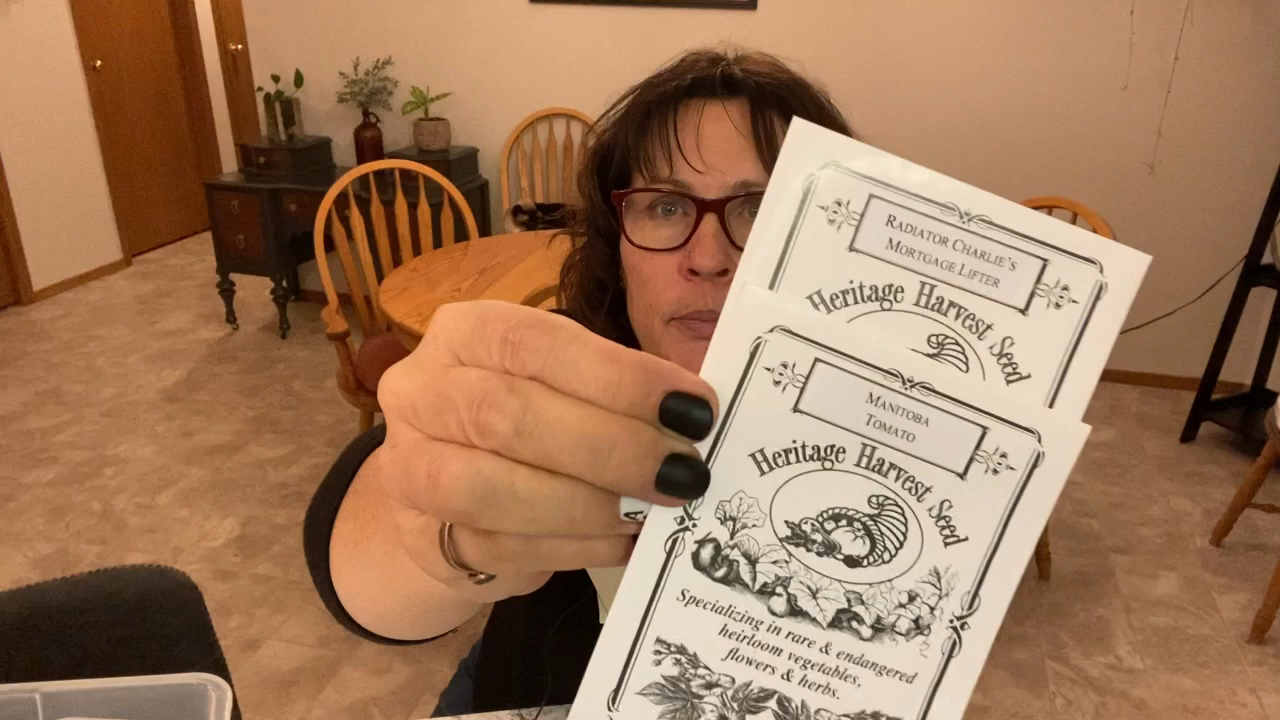 RADIATOR CHARLIE'S
MORTGAGE LIFTER
Heritage Harvest Seed
MANITOBA
TOMATO
Heritage Harvest Seed
Specializing in rare & endangered
heirloom vegetables,
flowers & herbs.
A